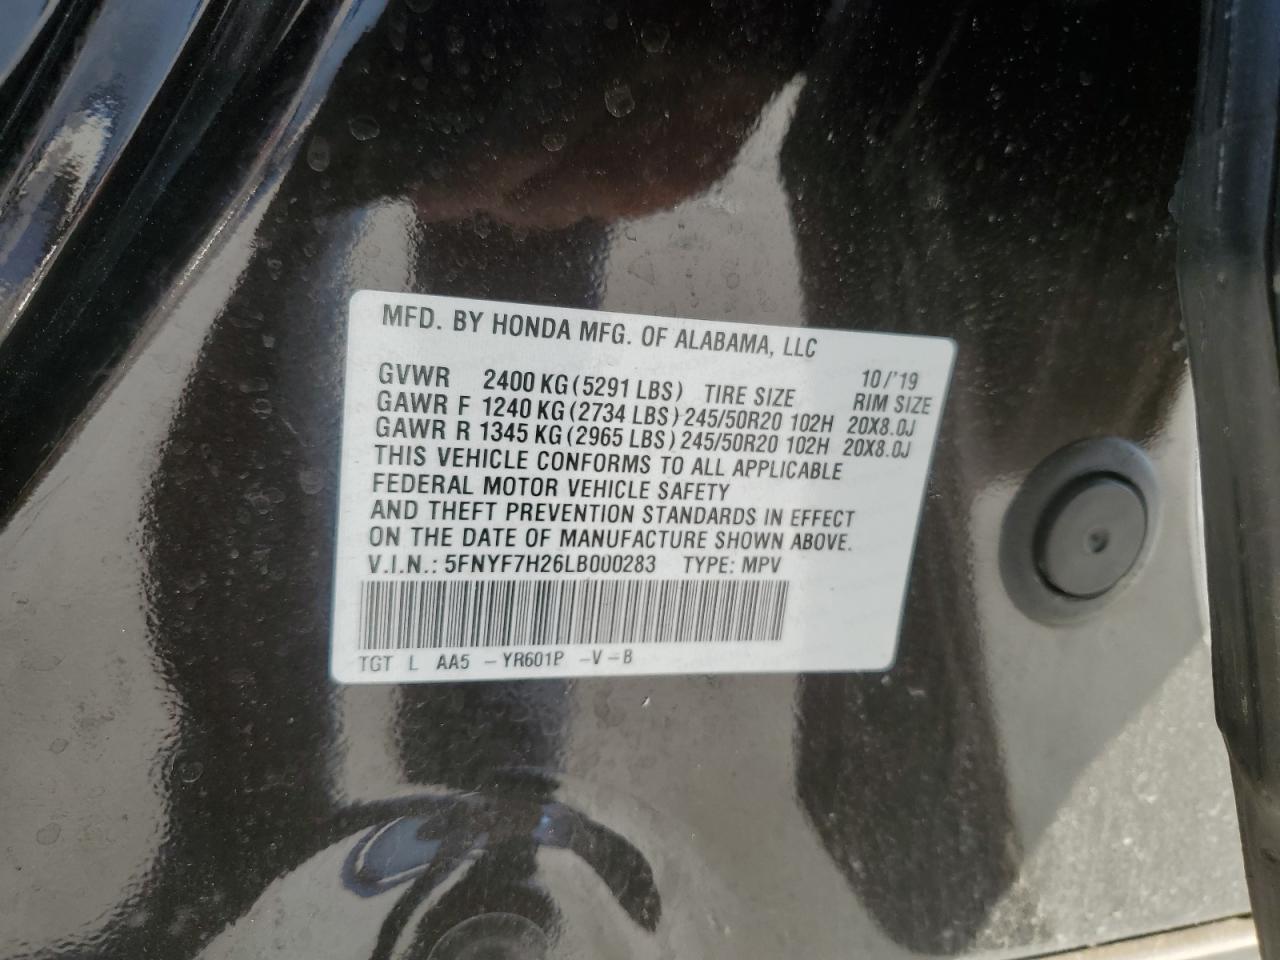 MFD. BY HONDA MFG. OF ALABAMA, LLC
10/'19
GVWR 2400 KG (5291 LBS) TIRE SIZE RIM SIZE
GAWR F 1240 KG (2734 LBS) 245/50R20 102H 20X8.0J
GAWR R 1345 KG (2965 LBS) 245/50R20 102H 20X8.0J
THIS VEHICLE CONFORMS TO ALL APPLICABLE
FEDERAL MOTOR VEHICLE SAFETY
AND THEFT PREVENTION STANDARDS IN EFFECT
ON THE DATE OF MANUFACTURE SHOWN ABOVE.
V.I.N.: 5FNYF7H26LB000283 TYPE: MPV
TGT L AA5 - YR601P - V - B